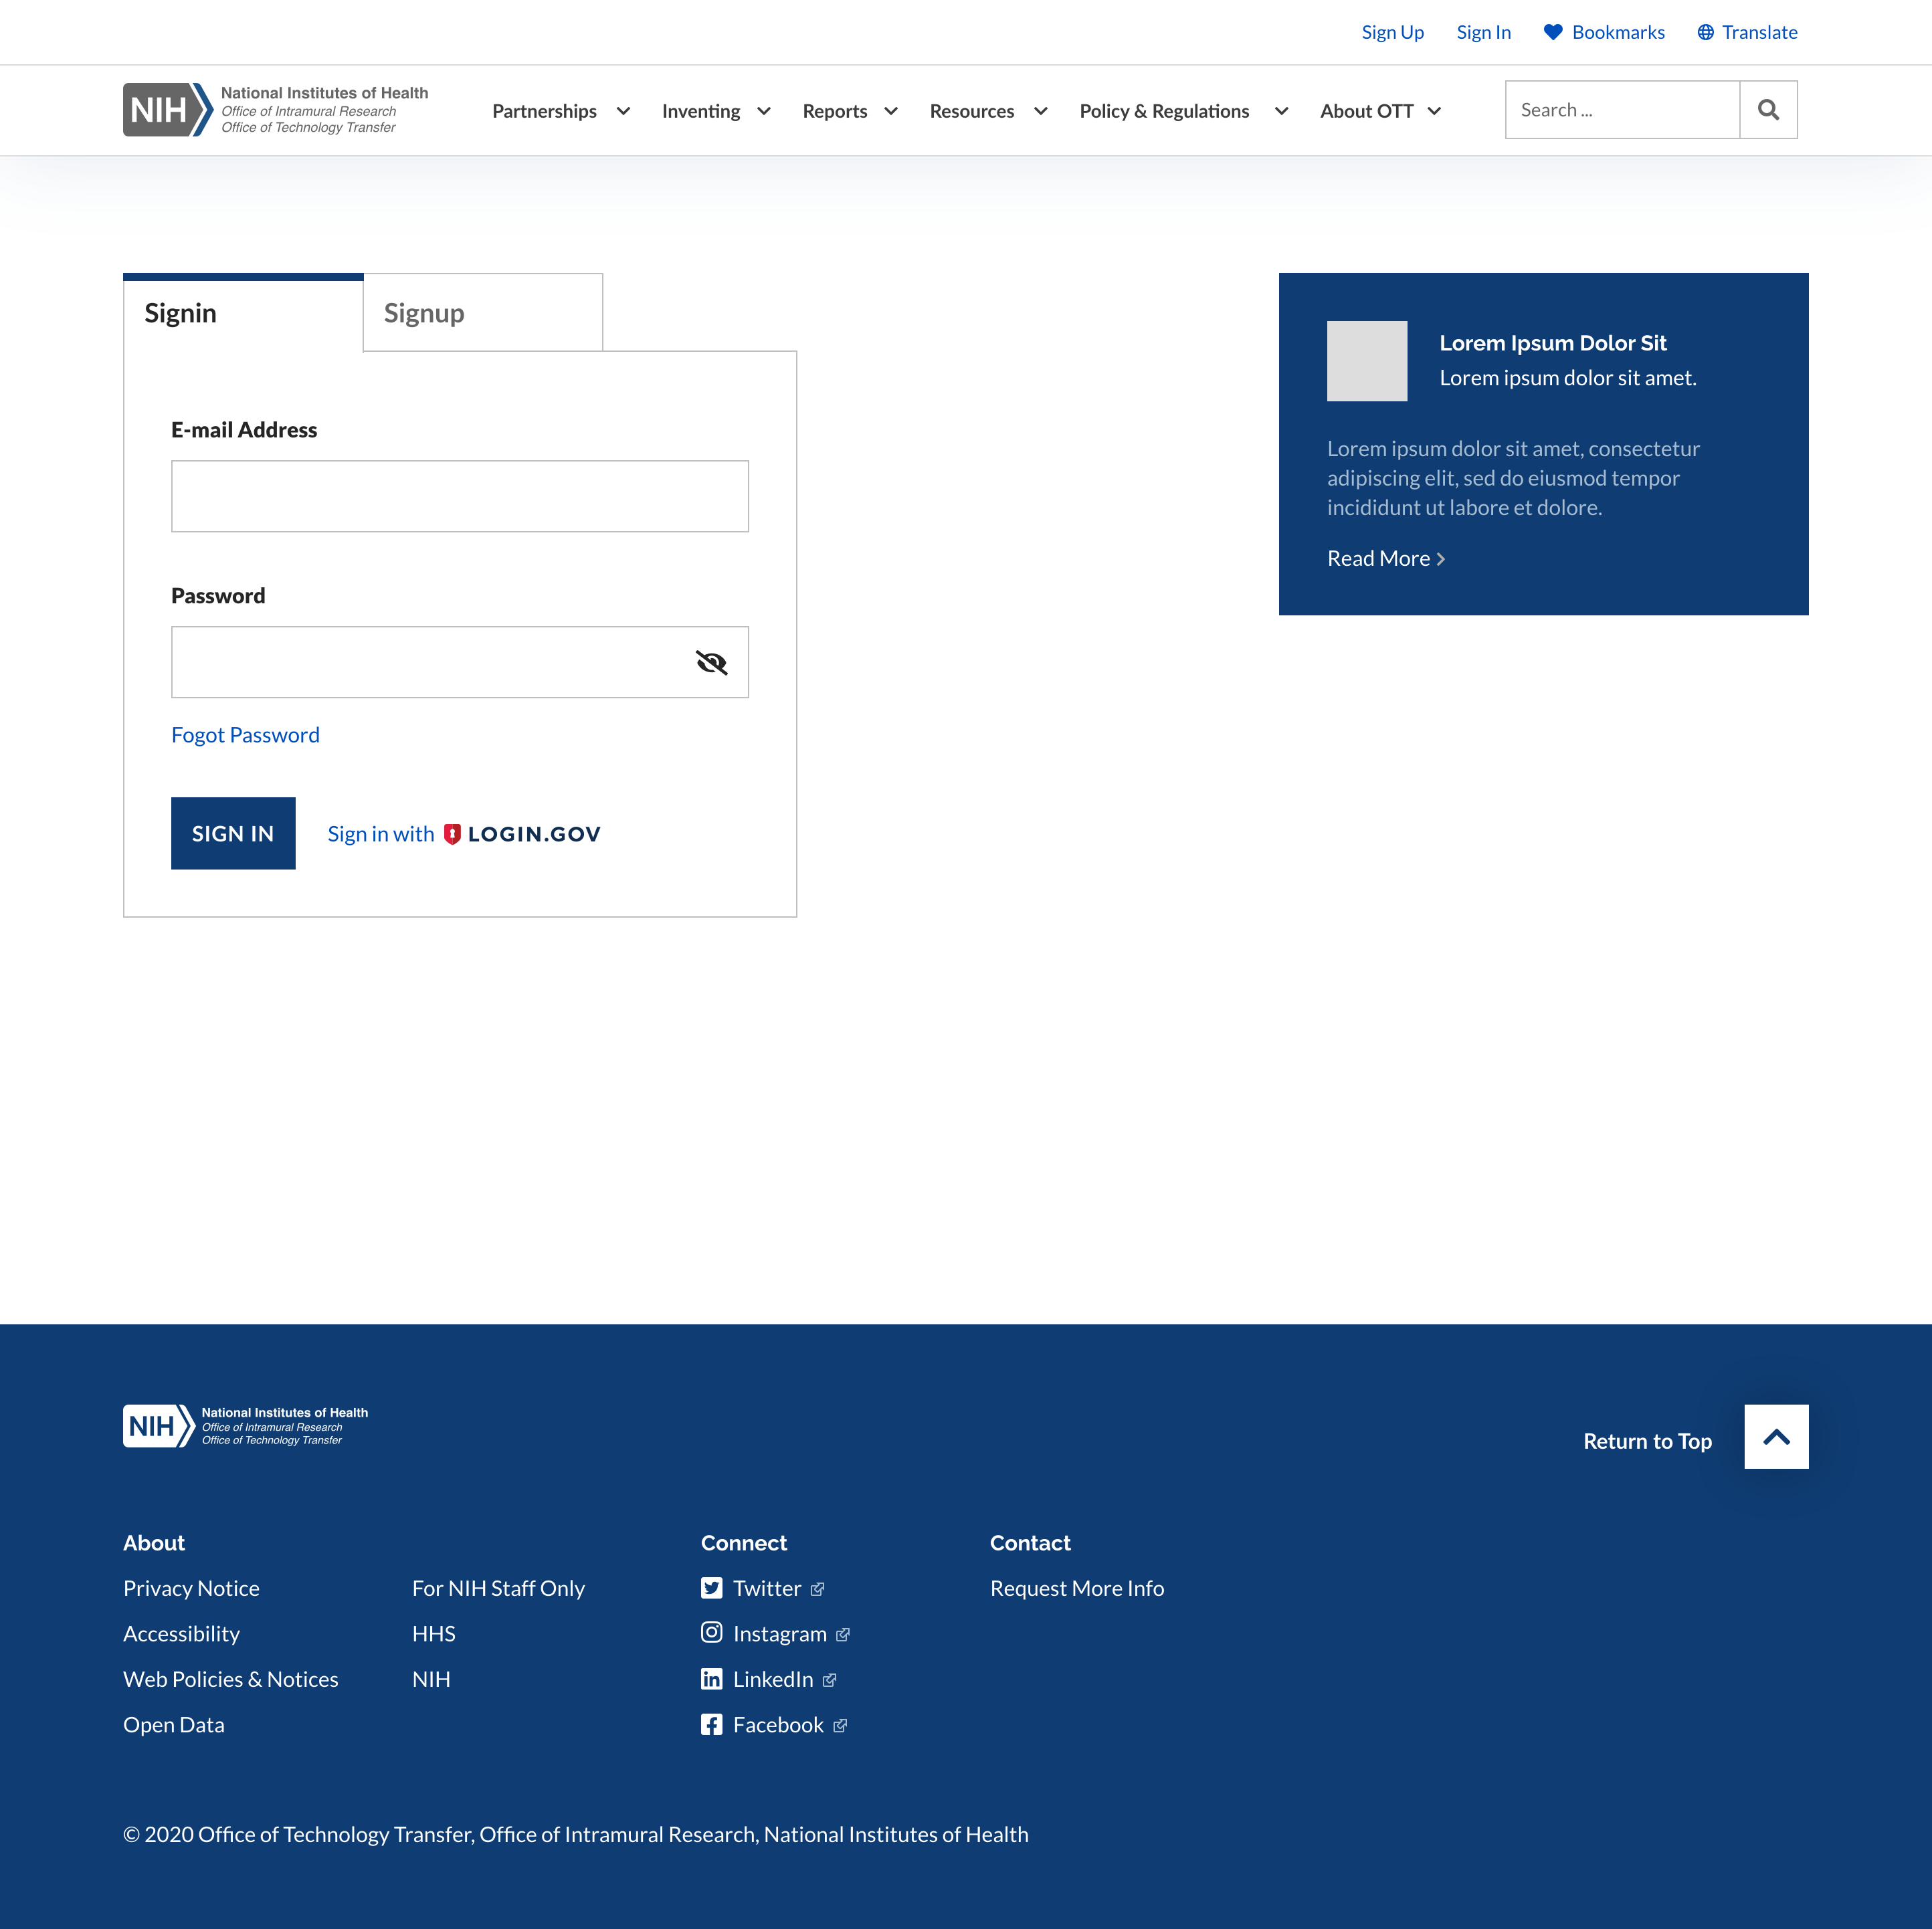 Sign Up Sign In Bookmarks Translate
NIH
National Institutes of Health
Office of Intramural Research
Office of Technology Transfer
Partnerships Inventing Reports Resources Policy & Regulations About OTT
Search ...
Signin Signup
E-mail Address
Password
Fogot Password
SIGN IN Sign in with LOGIN.GOV
Lorem Ipsum Dolor Sit
Lorem ipsum dolor sit amet.
Lorem ipsum dolor sit amet, consectetur
adipiscing elit, sed do eiusmod tempor
incididunt ut labore et dolore.
Read More
NIH
National Institutes of Health
Office of Intramural Research
Office of Technology Transfer
Return to Top
About
Privacy Notice
Accessibility
Web Policies & Notices
Open Data
For NIH Staff Only
HHS
NIH
Connect
Twitter
Instagram
LinkedIn
Facebook
Contact
Request More Info
© 2020 Office of Technology Transfer, Office of Intramural Research, National Institutes of Health